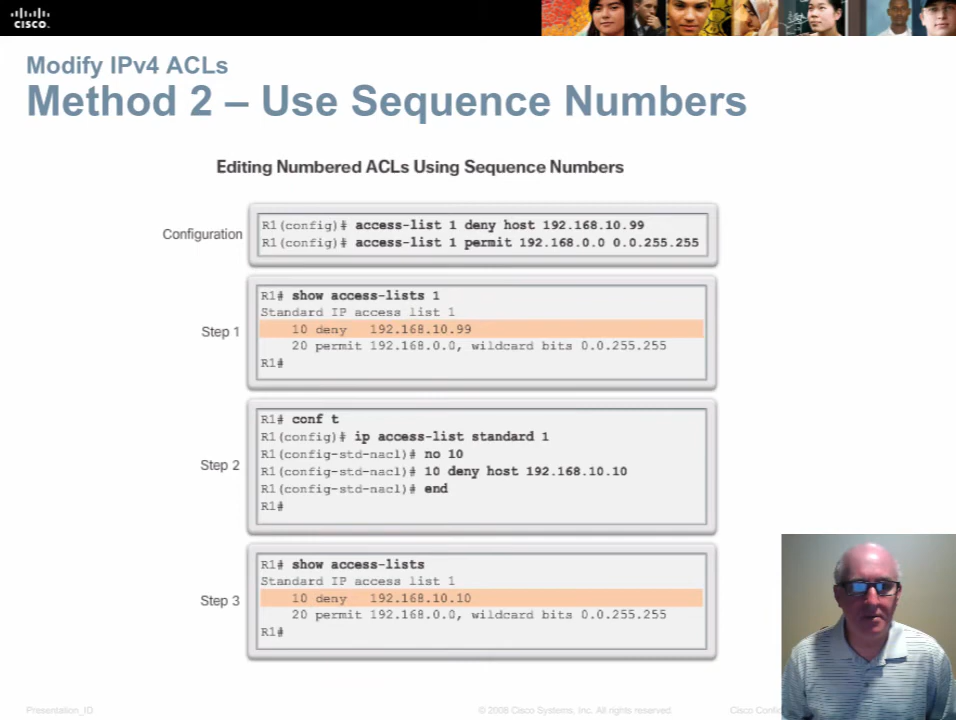 CISCO
Modify IPv4 ACLs
Method 2 – Use Sequence Numbers
Editing Numbered ACLs Using Sequence Numbers
Configuration
R1(config)# access-list 1 deny host 192.168.10.99
R1(config)# access-list 1 permit 192.168.0.0 0.0.255.255
Step 1
R1# show access-lists 1
Standard IP access list 1
10 deny 192.168.10.99
20 permit 192.168.0.0, wildcard bits 0.0.255.255
R1#
Step 2
R1# conf t
R1(config)# ip access-list standard 1
R1(config-std-nacl)# no 10
R1(config-std-nacl)# 10 deny host 192.168.10.10
R1(config-std-nacl)# end
R1#
Step 3
R1# show access-lists
Standard IP access list 1
10 deny 192.168.10.10
20 permit 192.168.0.0, wildcard bits 0.0.255.255
R1#
Presentation_ID © 2008 Cisco Systems, Inc. All rights reserved. Cisco Confid